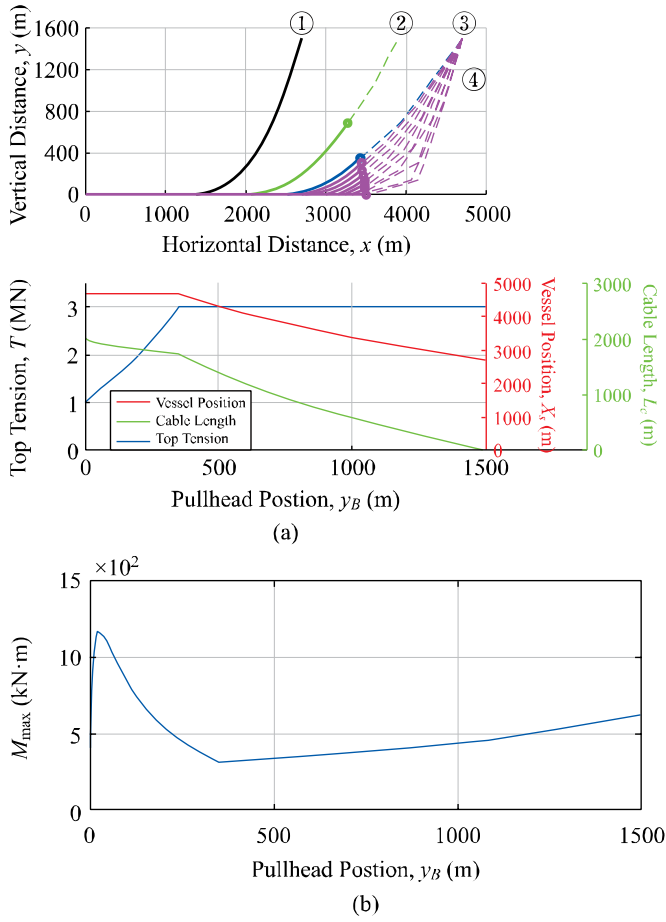 ① ② ③
④
Vertical Distance, y (m)
1600
1200
800
400
0
0 1000 2000 3000 4000 5000
Horizontal Distance, x (m)
Top Tension, T (MN)
3
2
1
0
Vessel Position
Cable Length
Top Tension
5000
4000
3000
2000
1000
0
Vessel Position, Xs (m)
3000
2000
1000
0
Cable Length, Lc (m)
0 500 1000 1500
Pullhead Postion, yB (m)
(a)
×10²
15
10
5
0
Mmax (kN·m)
0 500 1000 1500
Pullhead Postion, yB (m)
(b)